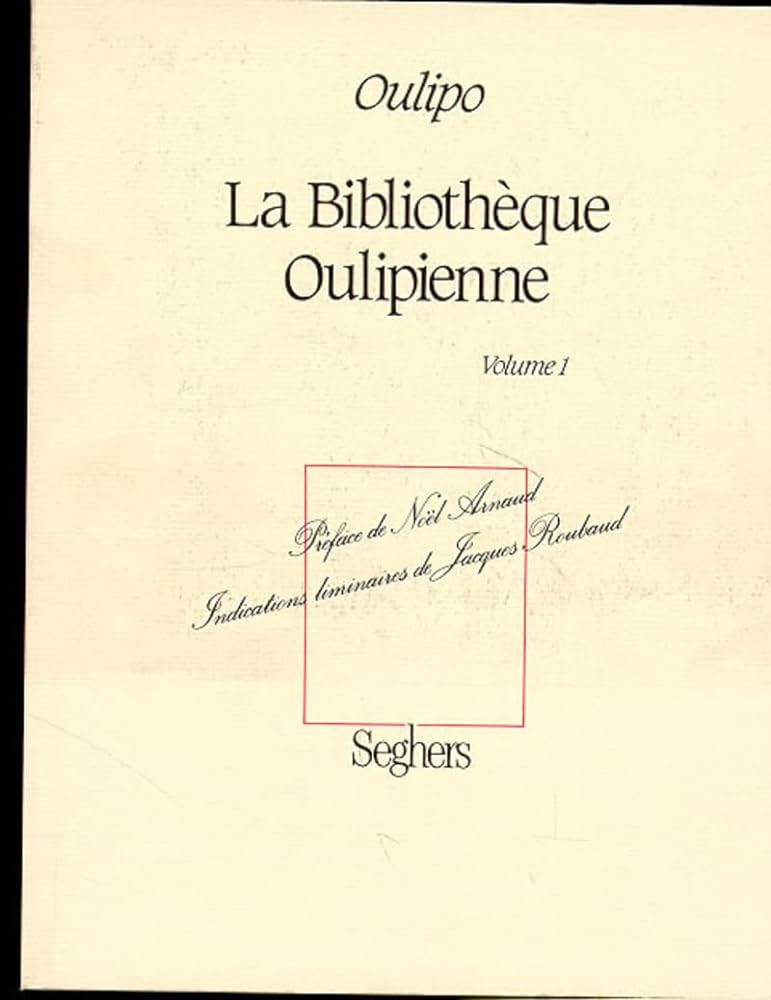 Oulipo
La Bibliothèque
Oulipienne
Volume 1
Préface de Noël Arnaud
Indications liminaires de Jacques Roubaud
Seghers